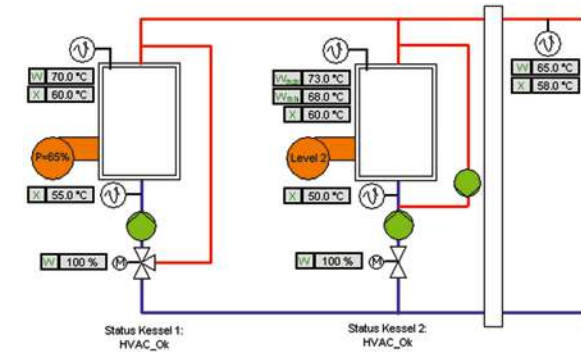 W 70.0 °C
X 60.0 °C
P=65%
X 55.0 °C
W 100 %
M
Status Kessel 1:
HVAC_Ok
Wmax 73.0 °C
Wmin 68.0 °C
X 60.0 °C
Level 2
X 50.0 °C
W 100 %
M
Status Kessel 2:
HVAC_Ok
W 65.0 °C
X 58.0 °C